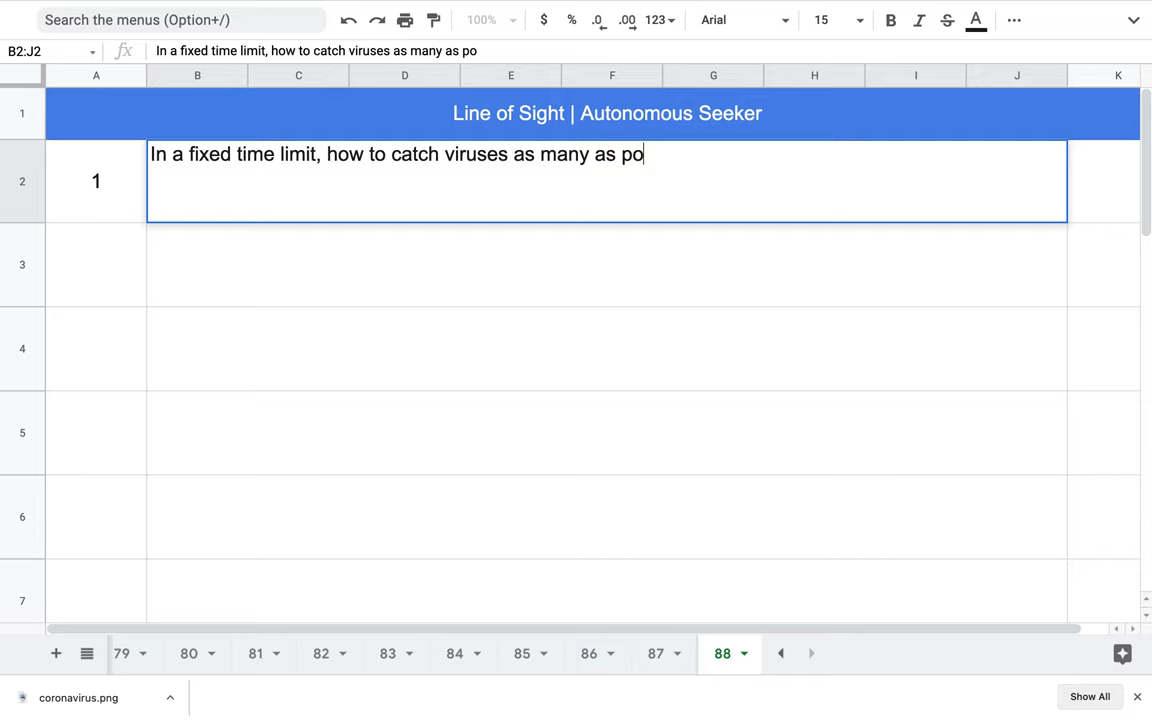 Search the menus (Option+/)
100%
$
%
.0
.00
123
Arial
15
B
I
S
A
B2:J2
fx
In a fixed time limit, how to catch viruses as many as po
A B C D E F G H I J K
1 Line of Sight | Autonomous Seeker
2 1 In a fixed time limit, how to catch viruses as many as po
3
4
5
6
7
79 80 81 82 83 84 85 86 87 88
coronavirus.png
Show All